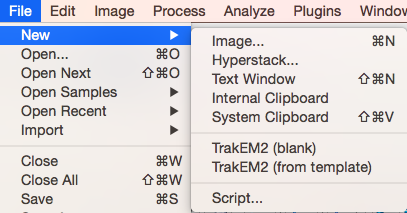 File Edit Image Process Analyze Plugins Window
New ▶
Open... ⌘O
Open Next ⇧⌘O
Open Samples ▶
Open Recent ▶
Import ▶
Close ⌘W
Close All ⇧⌘W
Save ⌘S
Image... ⌘N
Hyperstack...
Text Window ⇧⌘N
Internal Clipboard
System Clipboard ⇧⌘V
TrakEM2 (blank)
TrakEM2 (from template)
Script...